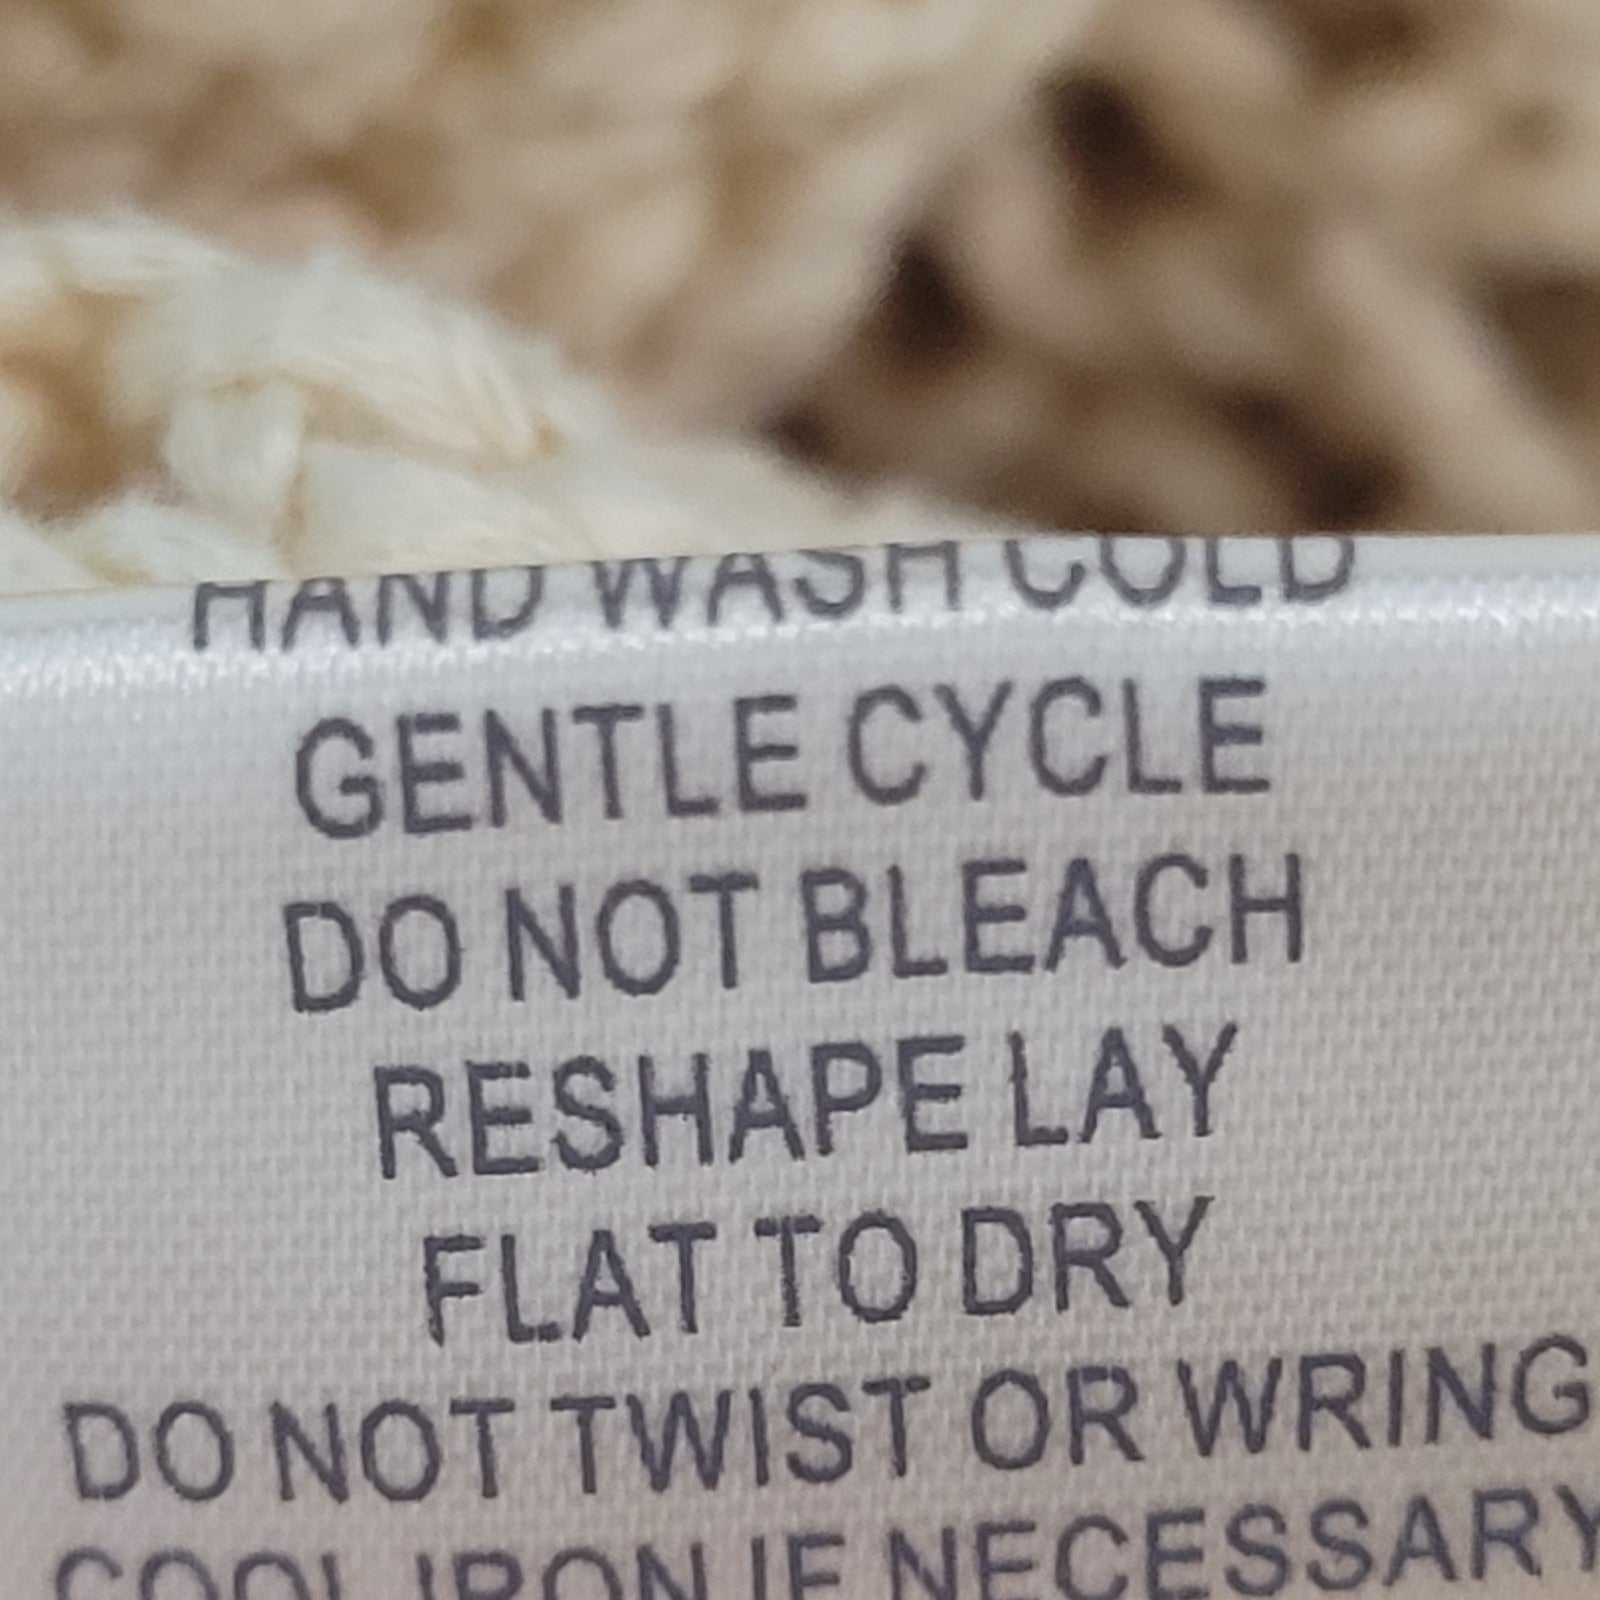 HAND WASH COLD
GENTLE CYCLE
DO NOT BLEACH
RESHAPE LAY
FLAT TO DRY
DO NOT TWIST OR WRING
COOL IRON IF NECESSARY